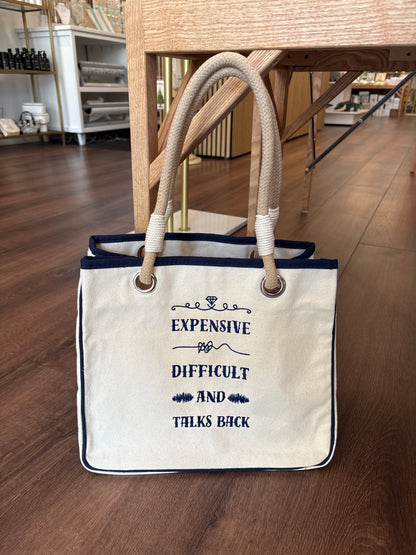 EXPENSIVE
DIFFICULT
AND
TALKS BACK